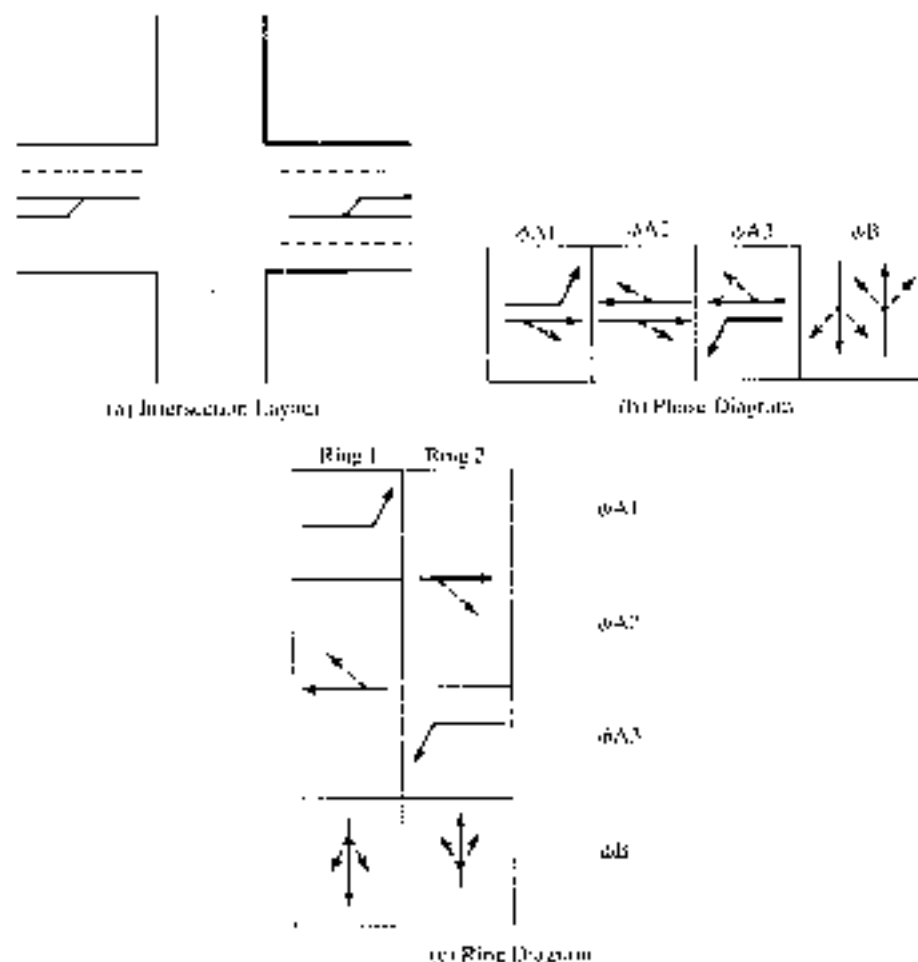 ϕA1 ϕA2 ϕA3 ϕB
(a) Intersection Layout
(b) Phase Diagram
Ring 1 Ring 2
ϕA1
ϕA2
ϕA3
ϕB
(c) Ring Diagram